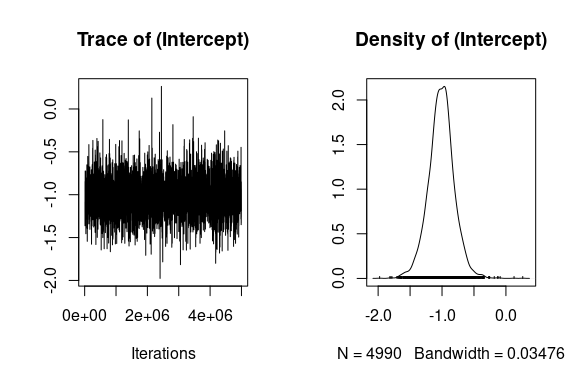 Trace of (Intercept)
0.0
-0.5
-1.0
-1.5
-2.0
0e+00 2e+06 4e+06
Iterations
Density of (Intercept)
2.0
1.5
1.0
0.5
0.0
-2.0 -1.0 0.0
N = 4990 Bandwidth = 0.03476